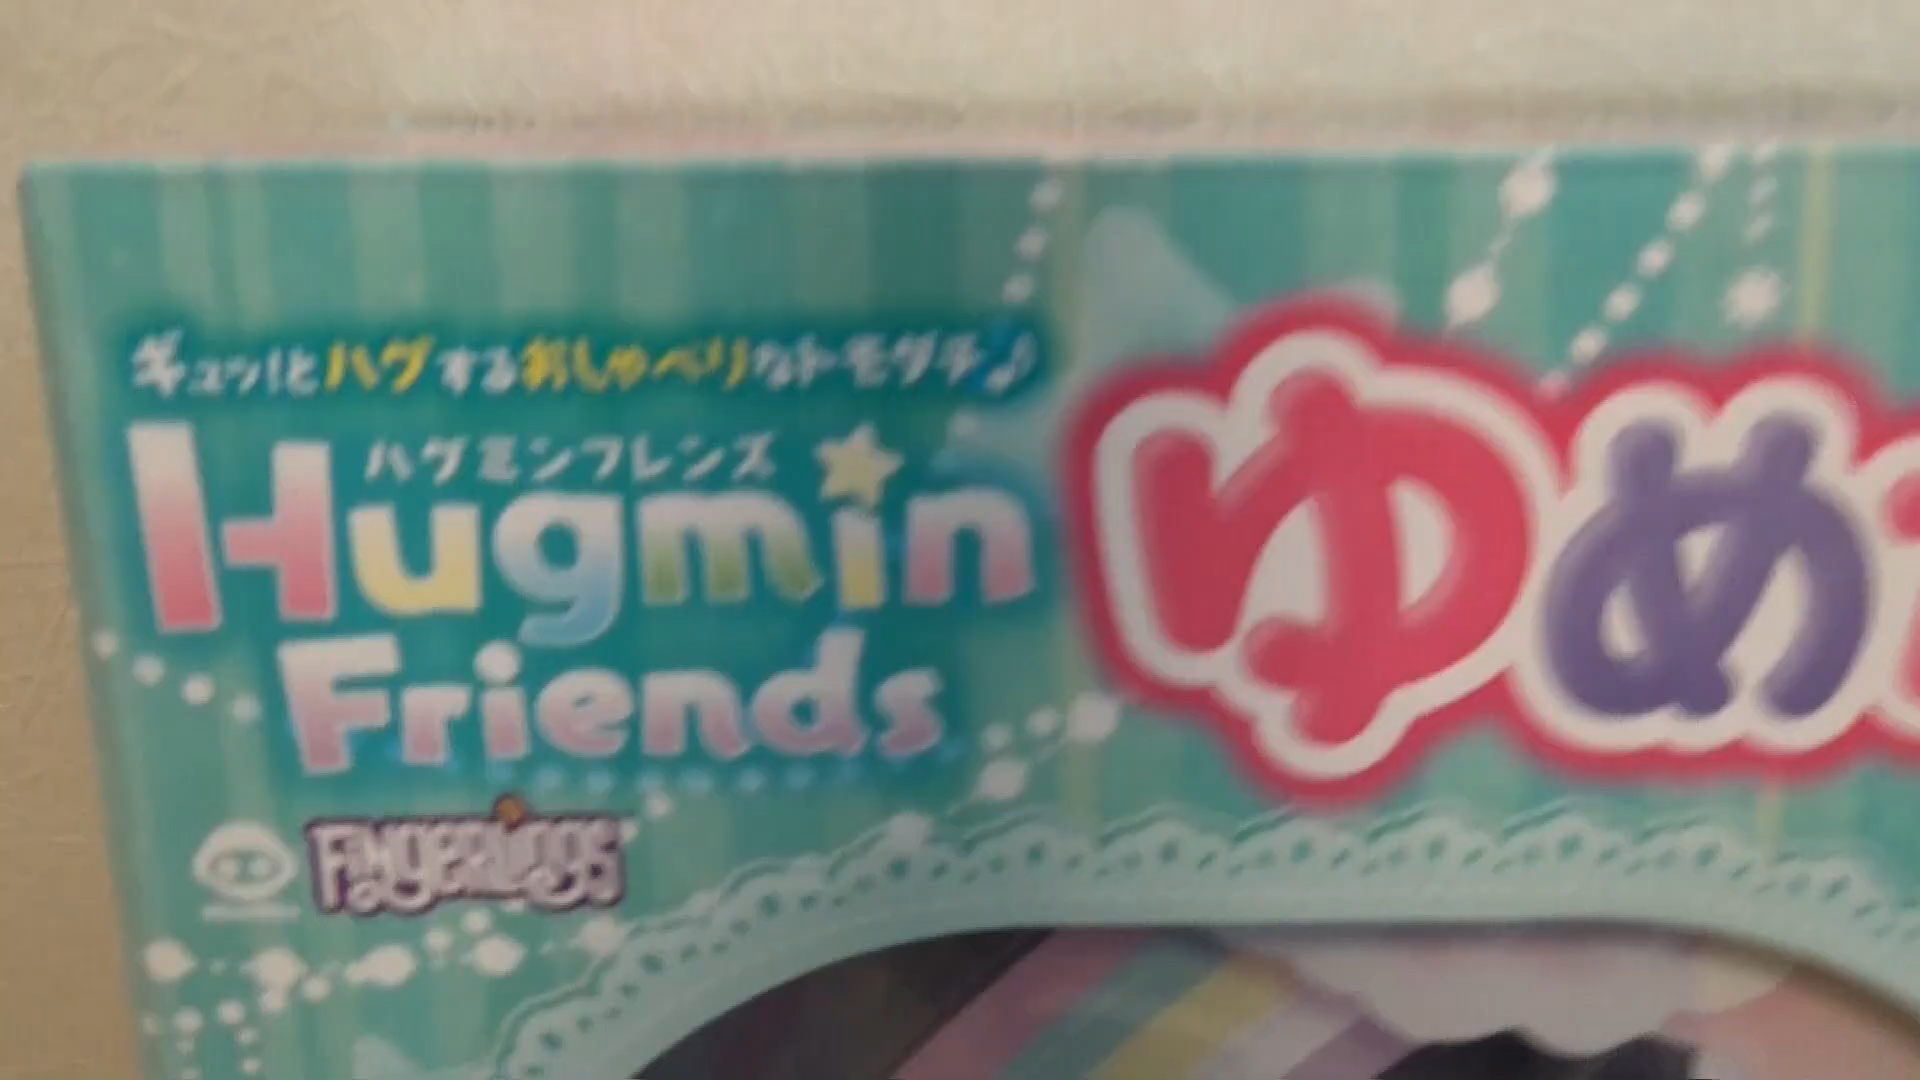 ギュッ!とハグするおしゃべりなトモダチ♪
ハグミンフレンズ
Hugmin
Friends
ゆめ
FiNgeRLiNgs